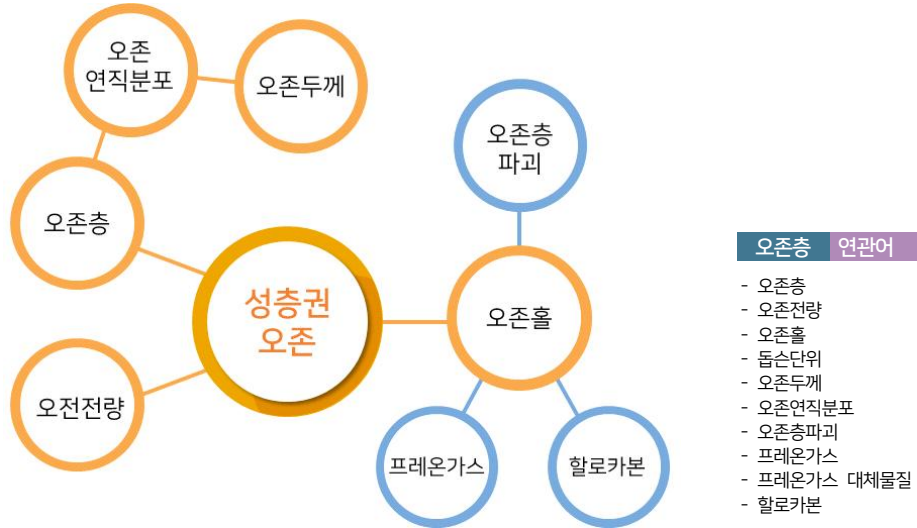 오존
연직분포
오존두께
오존층
파괴
오존층
성층권
오존
오존홀
오전전량
프레온가스
할로카본
오존층 연관어
- 오존층
- 오존전량
- 오존홀
- 돕슨단위
- 오존두께
- 오존연직분포
- 오존층파괴
- 프레온가스
- 프레온가스 대체물질
- 할로카본